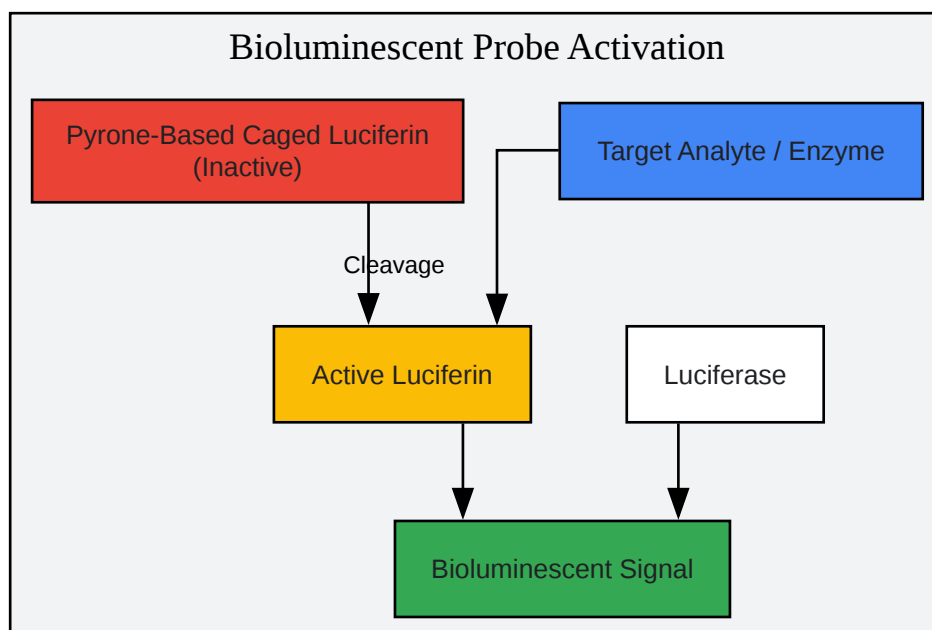 Bioluminescent Probe Activation
Pyrone-Based Caged Luciferin
(Inactive)
Target Analyte / Enzyme
Cleavage
Active Luciferin
Luciferase
Bioluminescent Signal